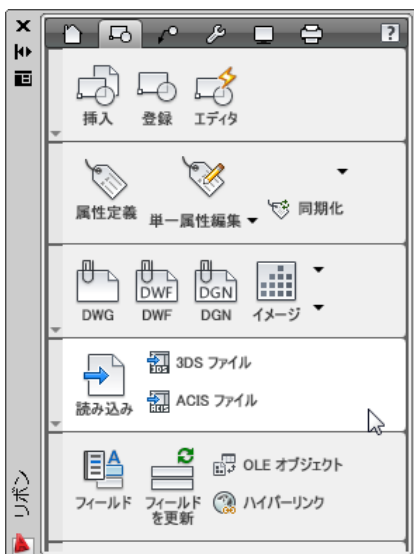 ?
挿入 登録 エディタ
属性定義 単一属性編集 同期化
DWF DGN
DWG DWF DGN イメージ
3DS ファイル
3DS
読み込み ACIS ファイル
ACIS
A
OLE オブジェクト
フィールド フィールド ハイパーリンク
を更新
リボン